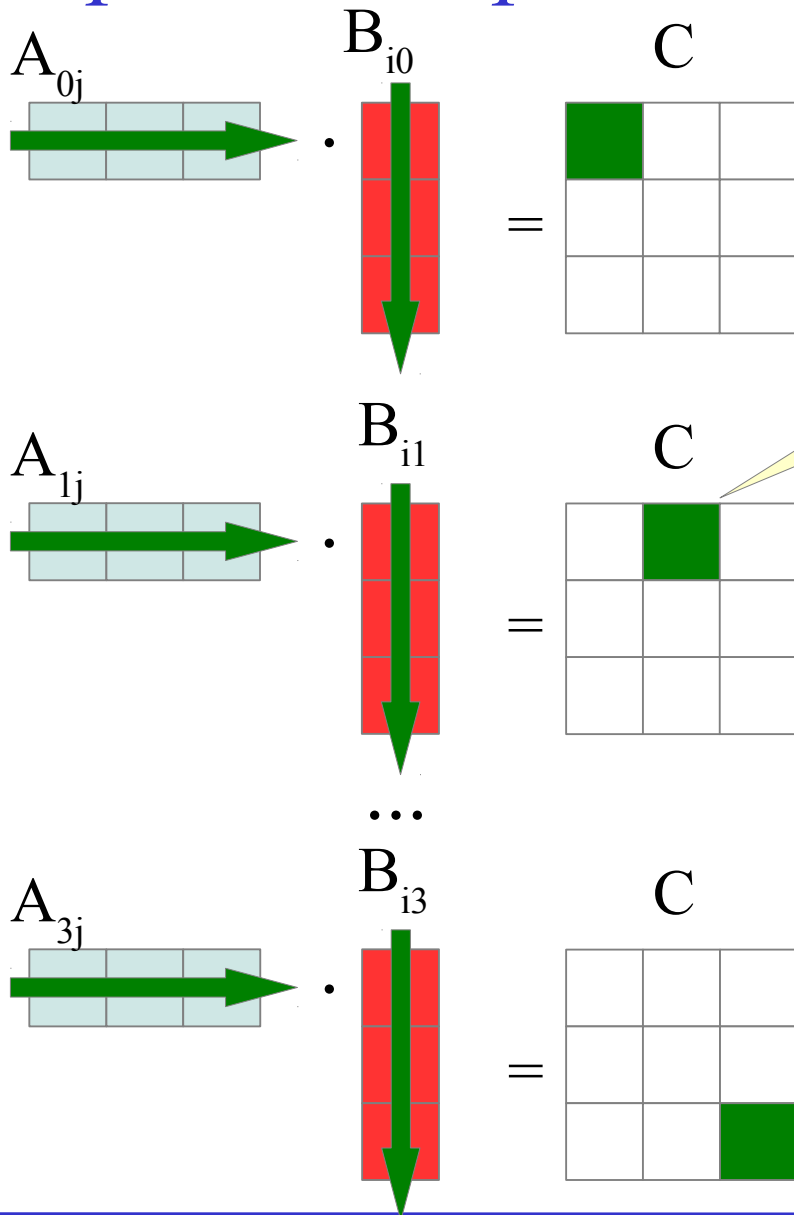 A0j B i0 C
· =
A1j B i1 C
· =
...
A3j B i3 C
· =